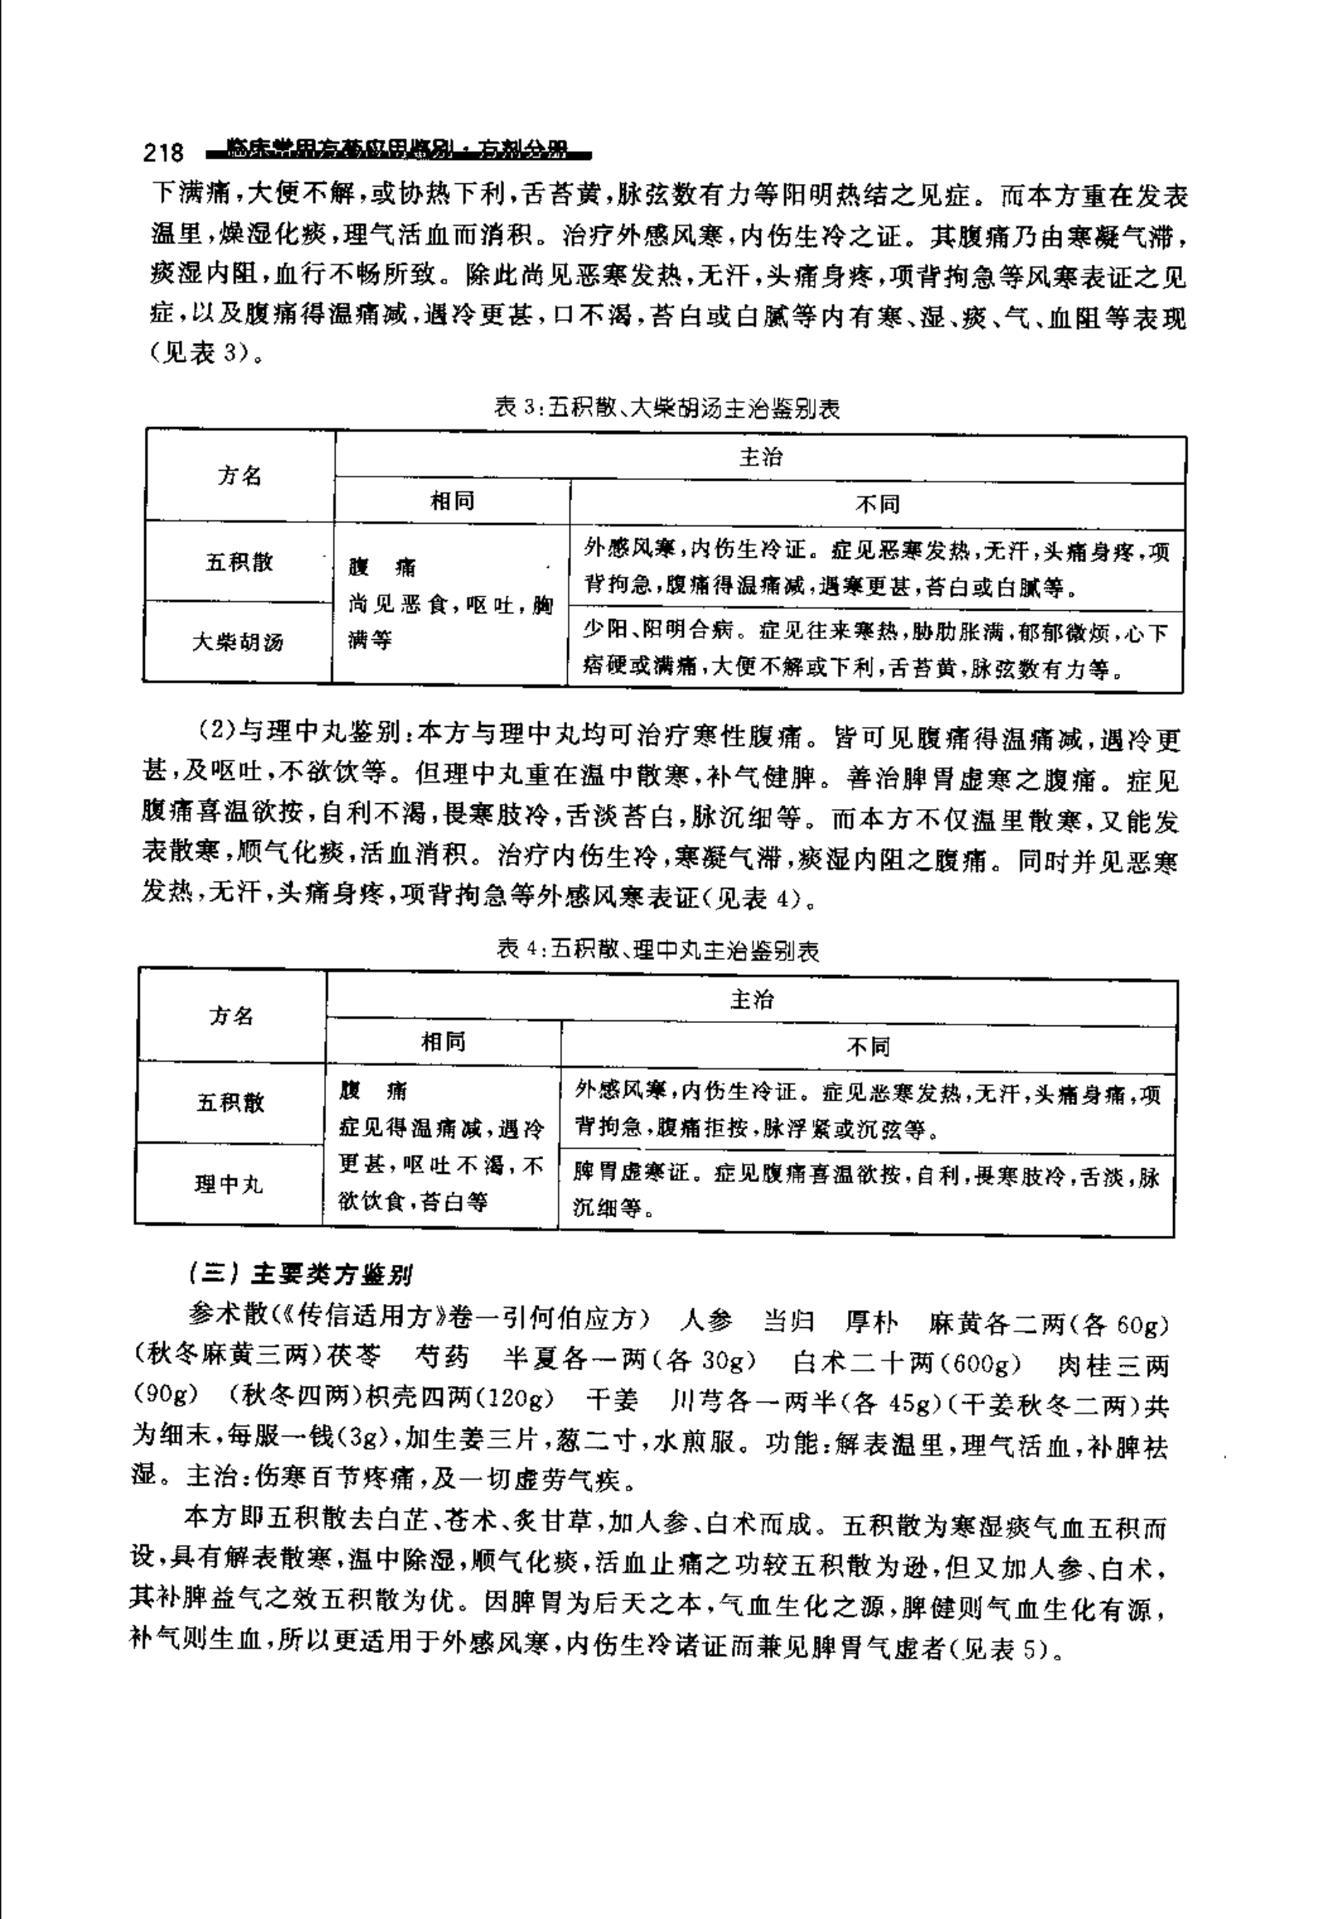 218 临床常用方药应用鉴别·方剂分册
下满痛,大便不解,或协热下利,舌苔黄,脉弦数有力等阳明热结之见症。而本方重在发表
温里,燥湿化痰,理气活血而消积。治疗外感风寒,内伤生冷之证。其腹痛乃由寒凝气滞,
痰湿内阻,血行不畅所致。除此尚见恶寒发热,无汗,头痛身疼,项背拘急等风寒表证之见
症,以及腹痛得温痛减,遇冷更甚,口不渴,苔白或白腻等内有寒、湿、痰、气、血阻等表现
(见表 3)。
表 3:五积散、大柴胡汤主治鉴别表
方名
主治
相同
不同
五积散
腹 痛
尚见恶食,呕吐,胸
满等
外感风寒,内伤生冷证。症见恶寒发热,无汗,头痛身疼,项
背拘急,腹痛得温痛减,遇寒更甚,苔白或白腻等。
大柴胡汤
少阳、阳明合病。症见往来寒热,胁肋胀满,郁郁微烦,心下
痞硬或满痛,大便不解或下利,舌苔黄,脉弦数有力等。
(2)与理中丸鉴别:本方与理中丸均可治疗寒性腹痛。皆可见腹痛得温痛减,遇冷更
甚,及呕吐,不欲饮等。但理中丸重在温中散寒,补气健脾。善治脾胃虚寒之腹痛。症见
腹痛喜温欲按,自利不渴,畏寒肢冷,舌淡苔白,脉沉细等。而本方不仅温里散寒,又能发
表散寒,顺气化痰,活血消积。治疗内伤生冷,寒凝气滞,痰湿内阻之腹痛。同时并见恶寒
发热,无汗,头痛身疼,项背拘急等外感风寒表证(见表 4)。
表 4:五积散、理中丸主治鉴别表
方名
主治
相同
不同
五积散
腹 痛
症见得温痛减,遇冷
更甚,呕吐不渴,不
欲饮食,苔白等
外感风寒,内伤生冷证。症见恶寒发热,无汗,头痛身痛,项
背拘急,腹痛拒按,脉浮紧或沉弦等。
理中丸
脾胃虚寒证。症见腹痛喜温欲按,自利,畏寒肢冷,舌淡,脉
沉细等。
(三)主要类方鉴别
参术散(《传信适用方》卷一引何伯应方) 人参 当归 厚朴 麻黄各二两(各 60g)
(秋冬麻黄三两)茯苓 芍药 半夏各一两(各 30g) 白术二十两(600g) 肉桂三两
(90g) (秋冬四两)枳壳四两(120g) 干姜 川芎各一两半(各 45g)(干姜秋冬二两)共
为细末,每服一钱(3g),加生姜三片,葱二寸,水煎服。功能:解表温里,理气活血,补脾祛
湿。主治:伤寒百节疼痛,及一切虚劳气疾。
本方即五积散去白芷、苍术、炙甘草,加人参、白术而成。五积散为寒湿痰气血五积而
设,具有解表散寒,温中除湿,顺气化痰,活血止痛之功较五积散为逊,但又加人参、白术,
其补脾益气之效五积散为优。因脾胃为后天之本,气血生化之源,脾健则气血生化有源,
补气则生血,所以更适用于外感风寒,内伤生冷诸证而兼见脾胃气虚者(见表 5)。